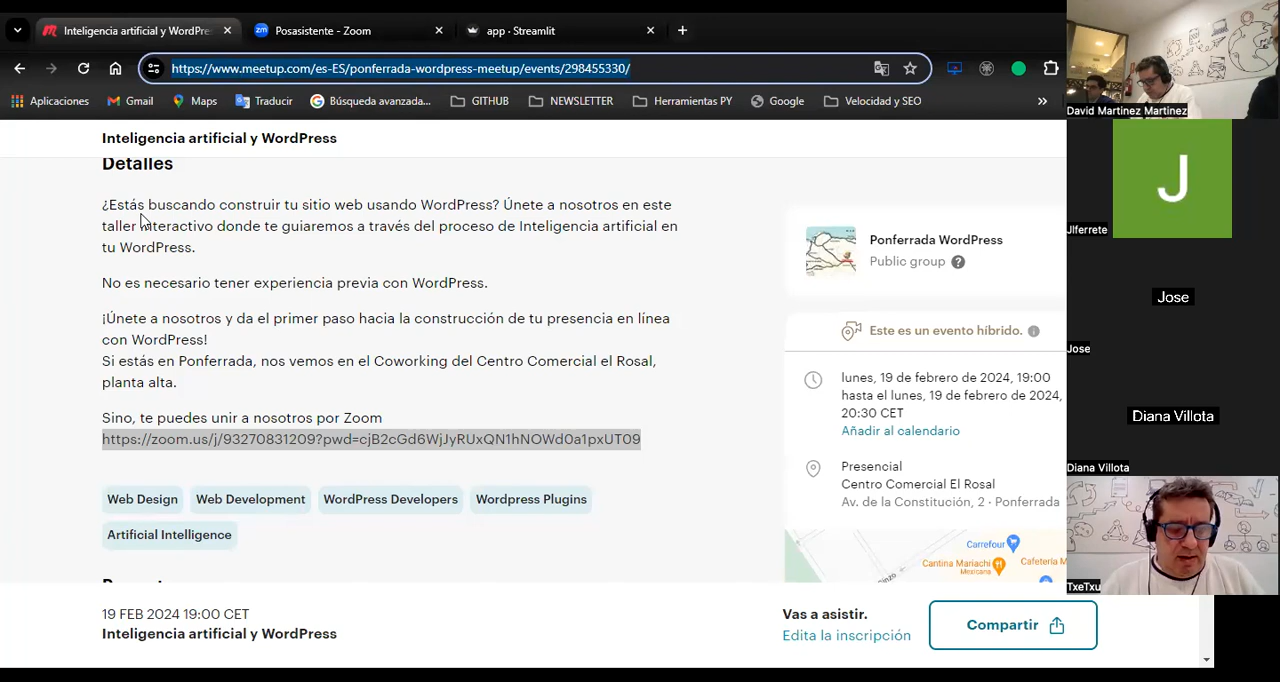 Inteligencia artificial y WordPre
Posasistente - Zoom
app · Streamlit
https://www.meetup.com/es-ES/ponferrada-wordpress-meetup/events/298455330/
Aplicaciones
Gmail
Maps
Traducir
Búsqueda avanzada...
GITHUB
NEWSLETTER
Herramientas PY
Google
Velocidad y SEO
»
Inteligencia artificial y WordPress
Detalles
¿Estás buscando construir tu sitio web usando WordPress? Únete a nosotros en este
taller interactivo donde te guiaremos a través del proceso de Inteligencia artificial en
tu WordPress.
No es necesario tener experiencia previa con WordPress.
¡Únete a nosotros y da el primer paso hacia la construcción de tu presencia en línea
con WordPress!
Si estás en Ponferrada, nos vemos en el Coworking del Centro Comercial el Rosal,
planta alta.
Sino, te puedes unir a nosotros por Zoom
https://zoom.us/j/93270831209?pwd=cjB2cGd6WjJyRUxQN1hNOWd0a1pxUT09
Web Design
Web Development
WordPress Developers
Wordpress Plugins
Artificial Intelligence
19 FEB 2024 19:00 CET
Inteligencia artificial y WordPress
Ponferrada WordPress
Public group
Este es un evento híbrido.
lunes, 19 de febrero de 2024, 19:00
hasta el lunes, 19 de febrero de 2024,
20:30 CET
Añadir al calendario
Presencial
Centro Comercial El Rosal
Av. de la Constitución, 2 · Ponferrada
Carrefour
Cantina Mariachi
Mexicana
Cafetería
Vas a asistir.
Edita la inscripción
Compartir
David Martinez Martinez
J
Jlferrete
Jose
Jose
Diana Villota
Diana Villota
TxeTxu